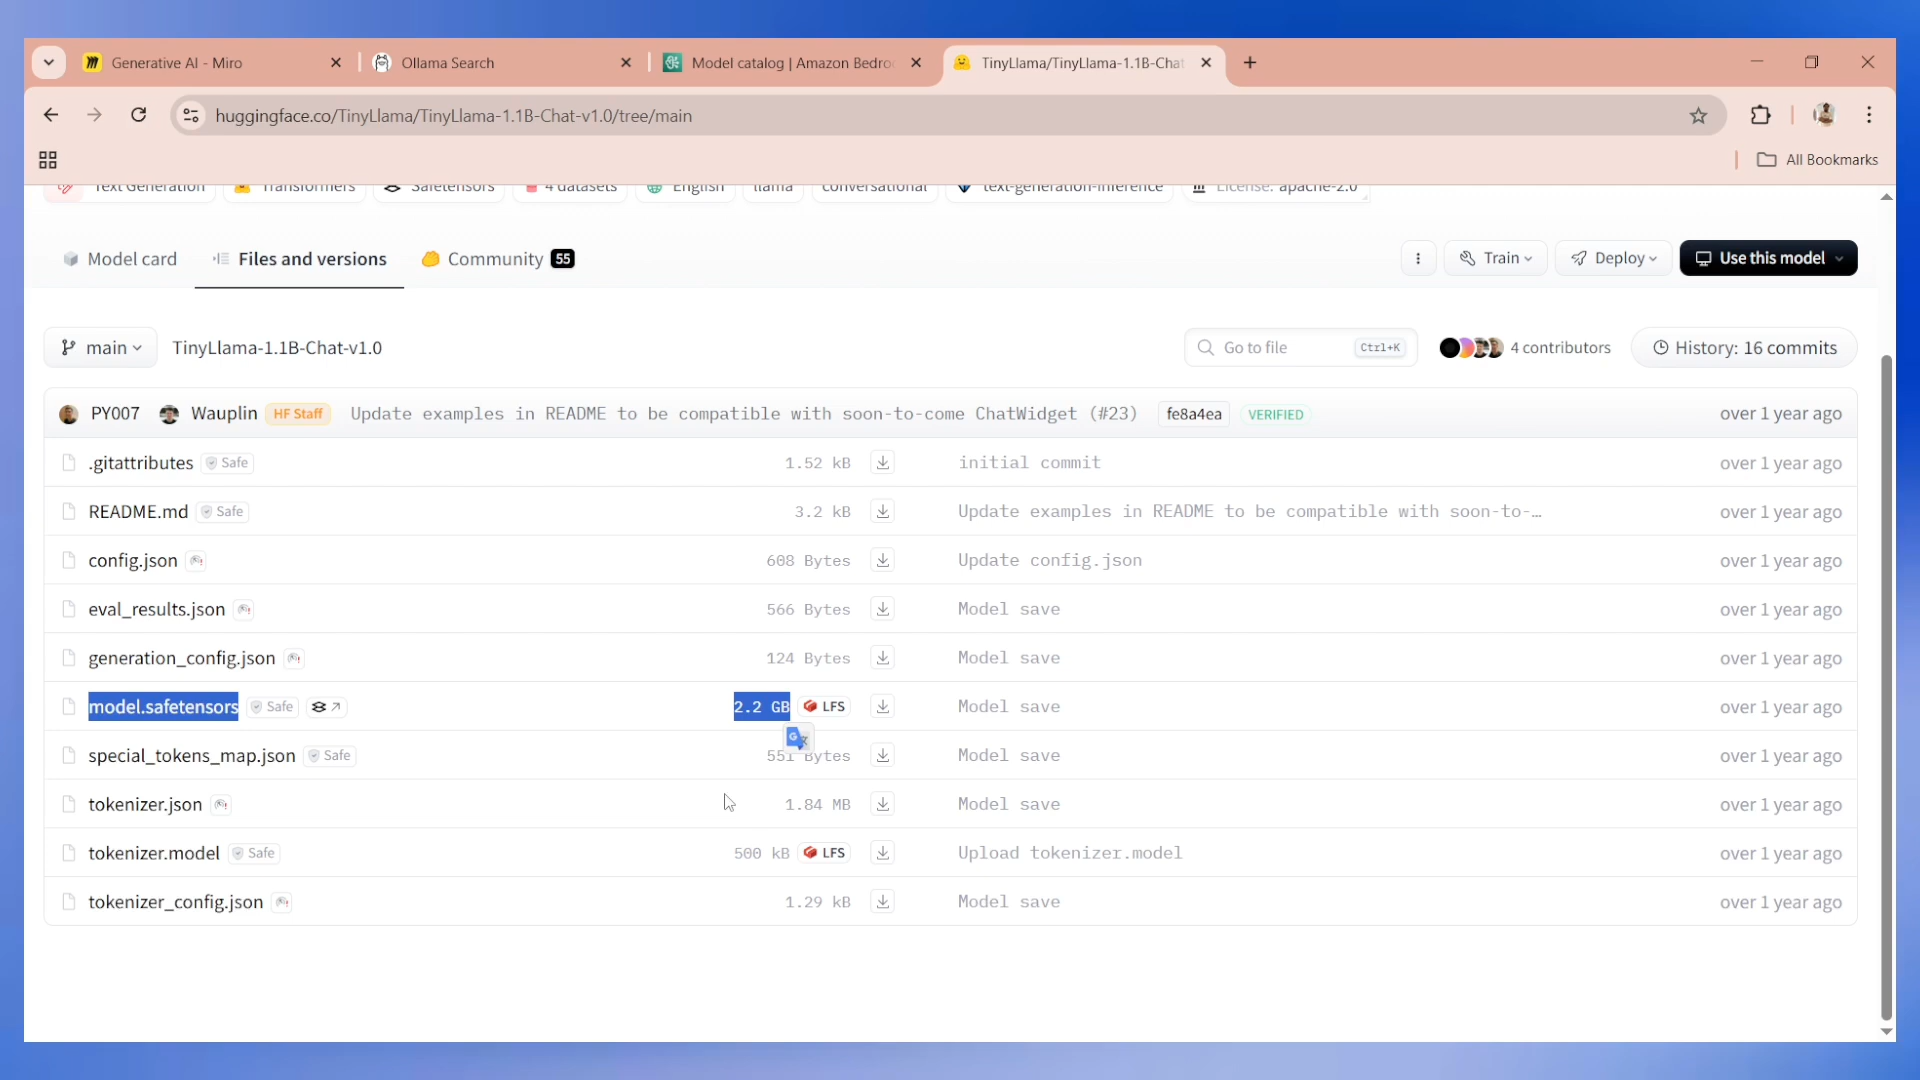 Generative AI - Miro
Ollama Search
Model catalog | Amazon Bedro
TinyLlama/TinyLlama-1.1B-Chat
huggingface.co/TinyLlama/TinyLlama-1.1B-Chat-v1.0/tree/main
All Bookmarks
Text Generation Transformers Safetensors 4 datasets English llama conversational text-generation-inference License: apache-2.0
Model card Files and versions Community 55
Train Deploy Use this model
main TinyLlama-1.1B-Chat-v1.0
Go to file Ctrl+K 4 contributors History: 16 commits
PY007 Wauplin HF Staff Update examples in README to be compatible with soon-to-come ChatWidget (#23) fe8a4ea VERIFIED over 1 year ago
.gitattributes Safe 1.52 kB initial commit over 1 year ago
README.md Safe 3.2 kB Update examples in README to be compatible with soon-to-… over 1 year ago
config.json 608 Bytes Update config.json over 1 year ago
eval_results.json 566 Bytes Model save over 1 year ago
generation_config.json 124 Bytes Model save over 1 year ago
model.safetensors Safe 2.2 GB LFS Model save over 1 year ago
special_tokens_map.json Safe 551 Bytes Model save over 1 year ago
tokenizer.json 1.84 MB Model save over 1 year ago
tokenizer.model Safe 500 kB LFS Upload tokenizer.model over 1 year ago
tokenizer_config.json 1.29 kB Model save over 1 year ago